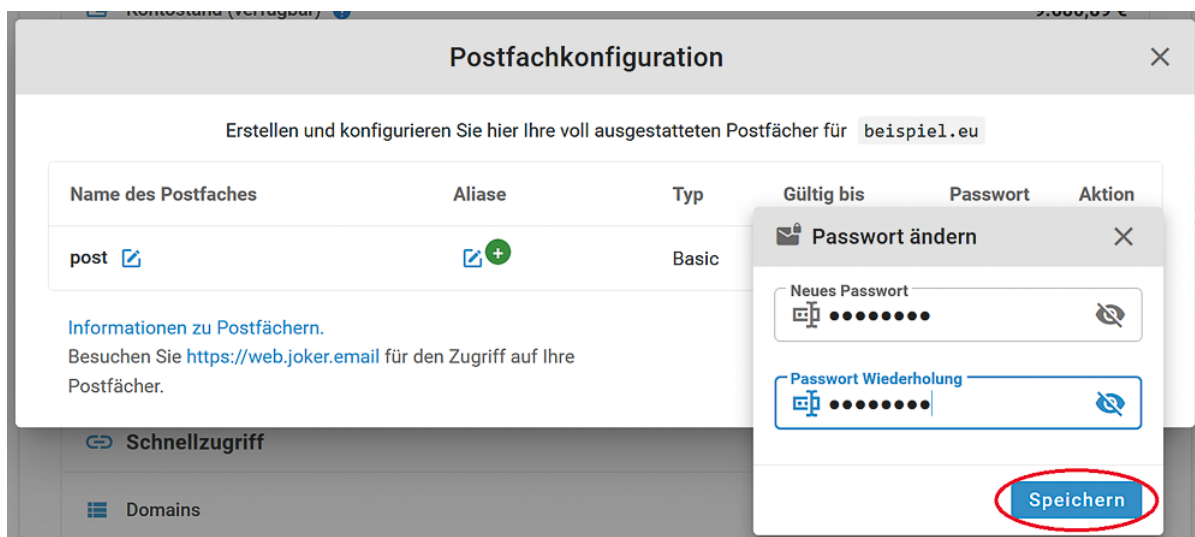 Kontostand (verfügbar)
Postfachkonfiguration
Erstellen und konfigurieren Sie hier Ihre voll ausgestatteten Postfächer für beispiel.eu
Name des Postfaches Aliase Typ Gültig bis Passwort Aktion
post Basic
Passwort ändern
Neues Passwort
••••••••
Passwort Wiederholung
••••••••
Speichern
Informationen zu Postfächern.
Besuchen Sie https://web.joker.email für den Zugriff auf Ihre
Postfächer.
Schnellzugriff
Domains